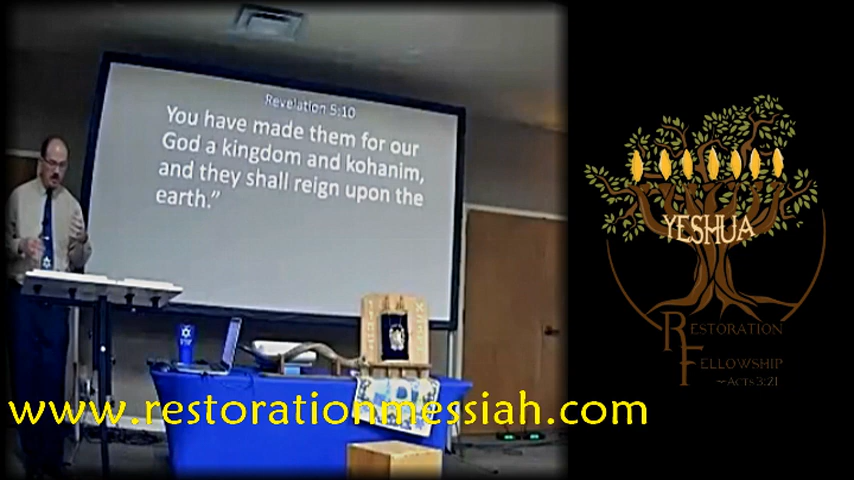 Revelation 5:10
You have made them for our
God a kingdom and kohanim,
and they shall reign upon the
earth.”
YESHUA
RESTORATION
FELLOWSHIP
~ACTS 3:21
www.restorationmessiah.com